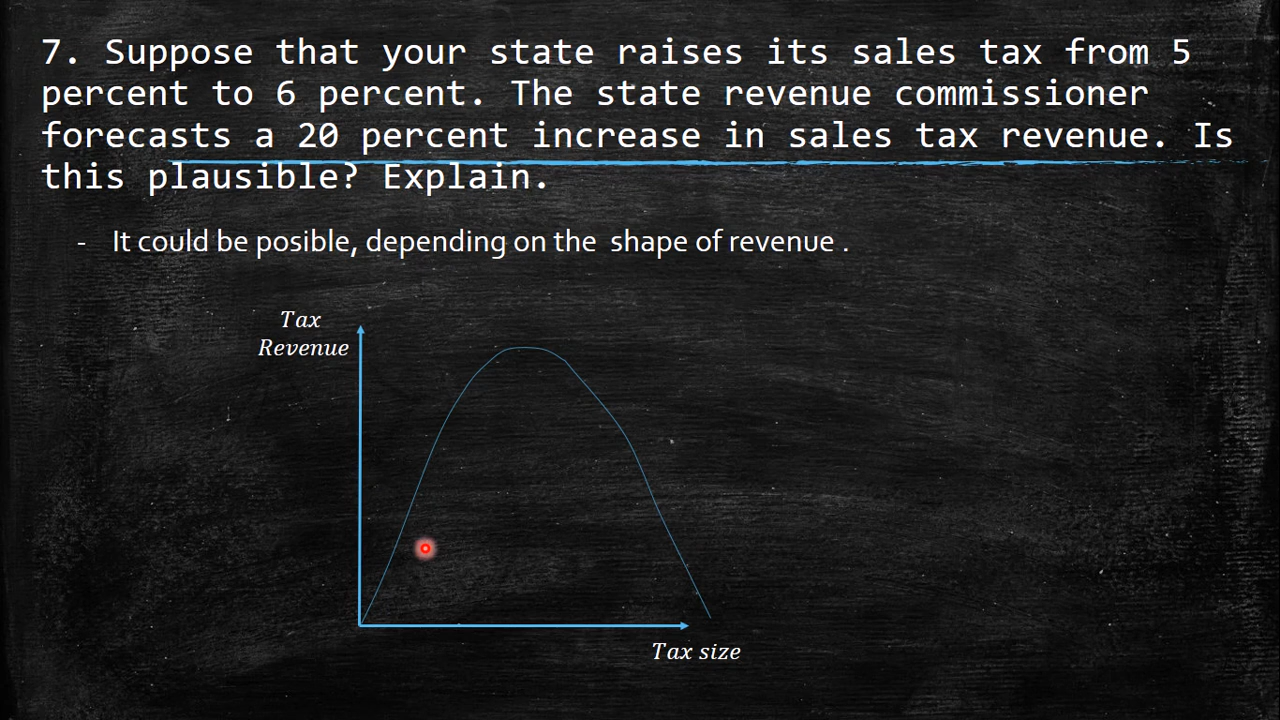 7. Suppose that your state raises its sales tax from 5
percent to 6 percent. The state revenue commissioner
forecasts a 20 percent increase in sales tax revenue. Is
this plausible? Explain.
- It could be posible, depending on the shape of revenue .
Tax
Revenue
Tax size